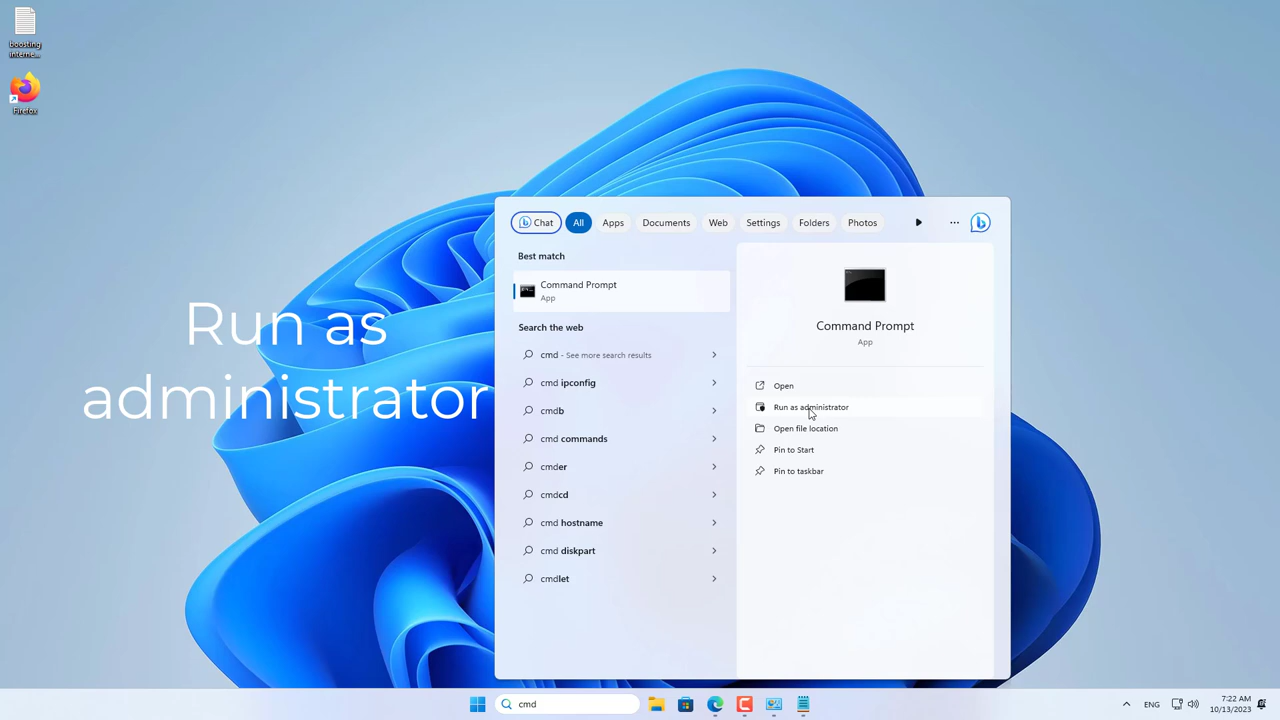 boosting
interne...
Firefox
Run as
administrator
Chat
All
Apps
Documents
Web
Settings
Folders
Photos
Best match
Command Prompt
App
Search the web
cmd - See more search results
cmd ipconfig
cmdb
cmd commands
cmder
cmdcd
cmd hostname
cmd diskpart
cmdlet
Command Prompt
App
Open
Run as administrator
Open file location
Pin to Start
Pin to taskbar
cmd
ENG
7:22 AM
10/13/2023